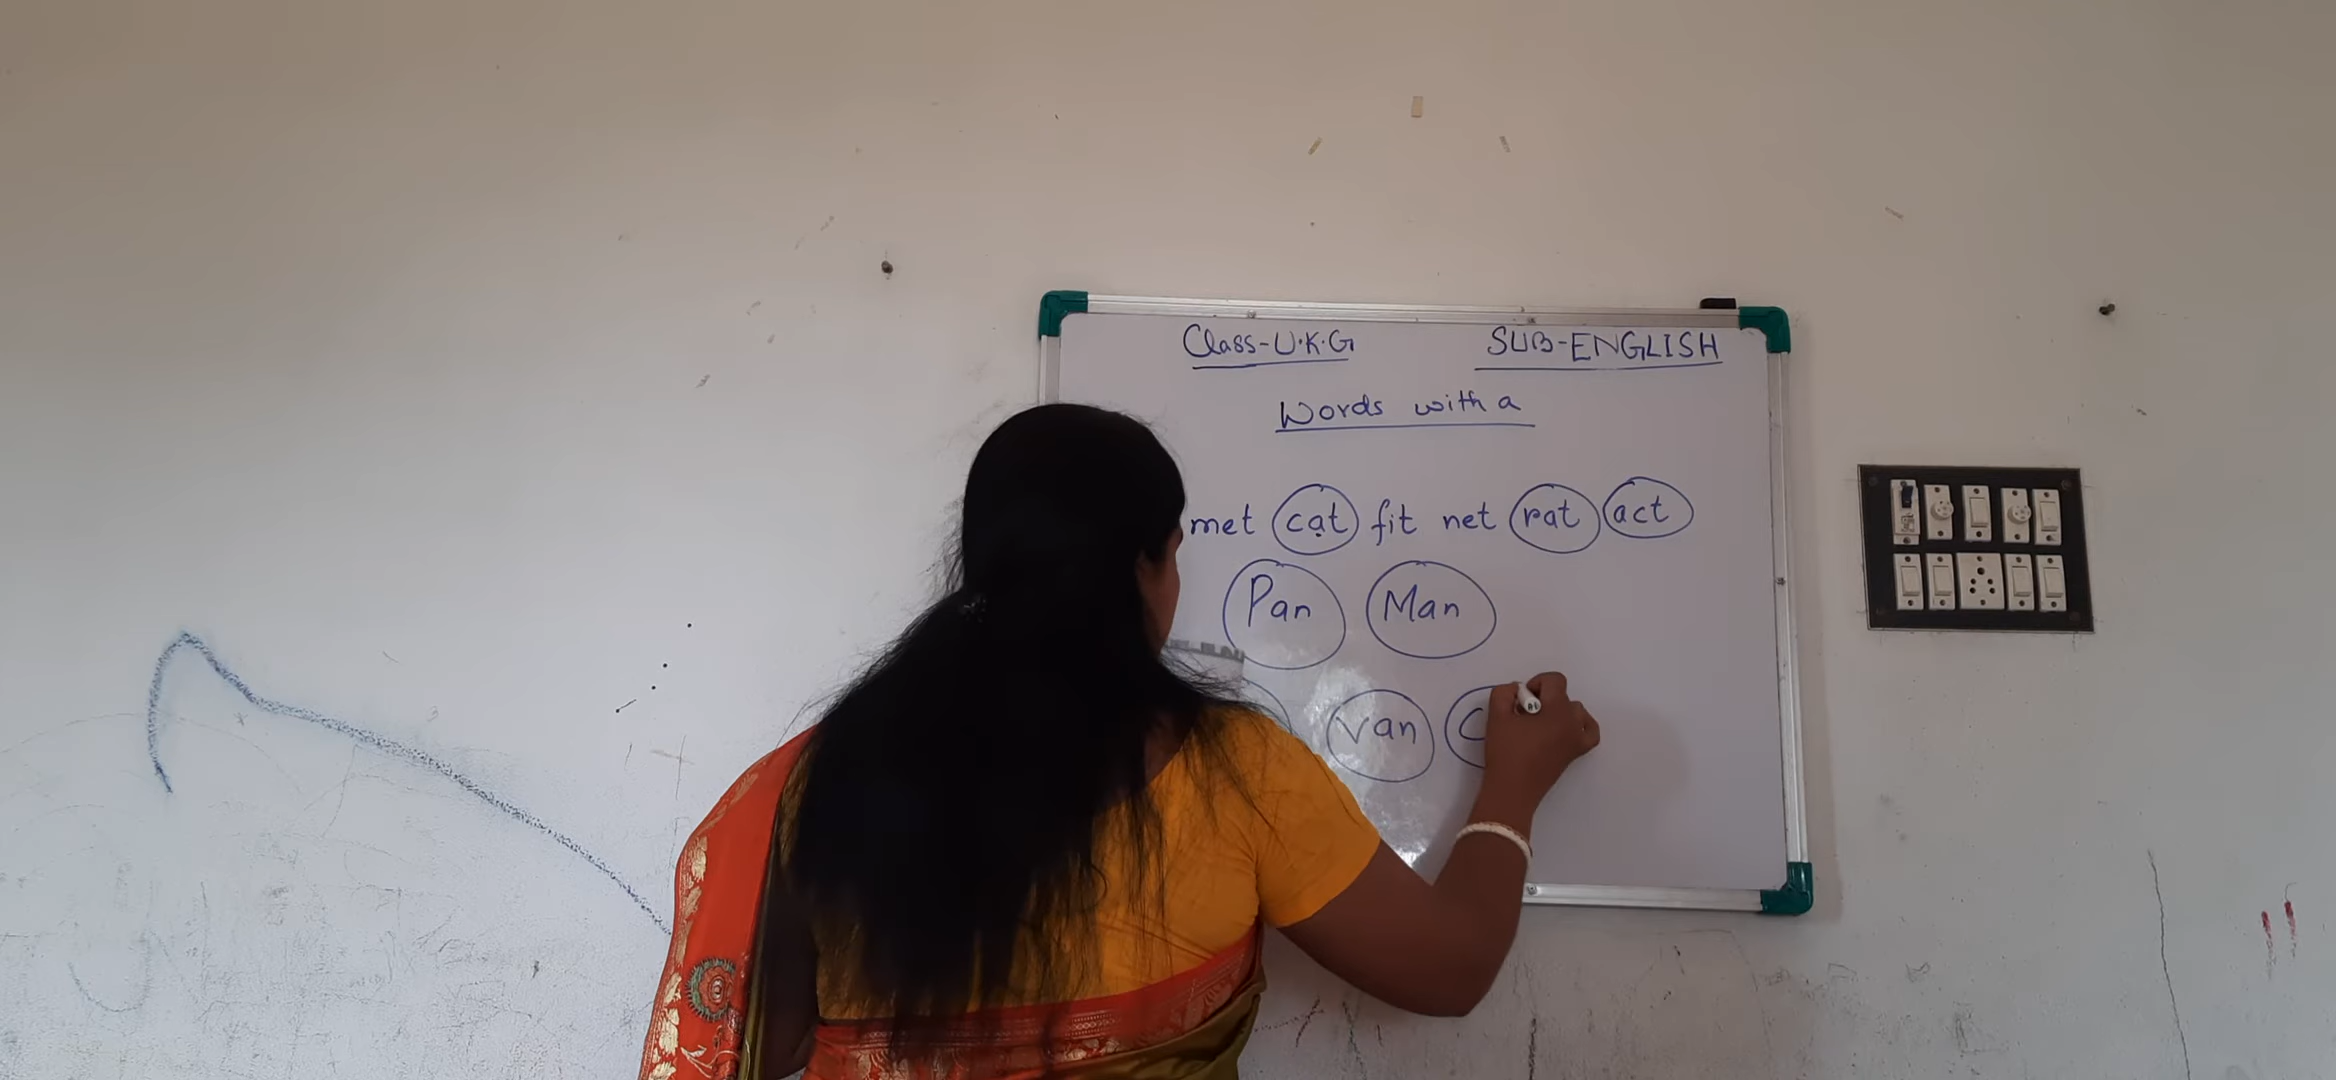 Class-U.K.G SUB-ENGLISH
Words with a
met cat fit net rat act
Pan Man
van